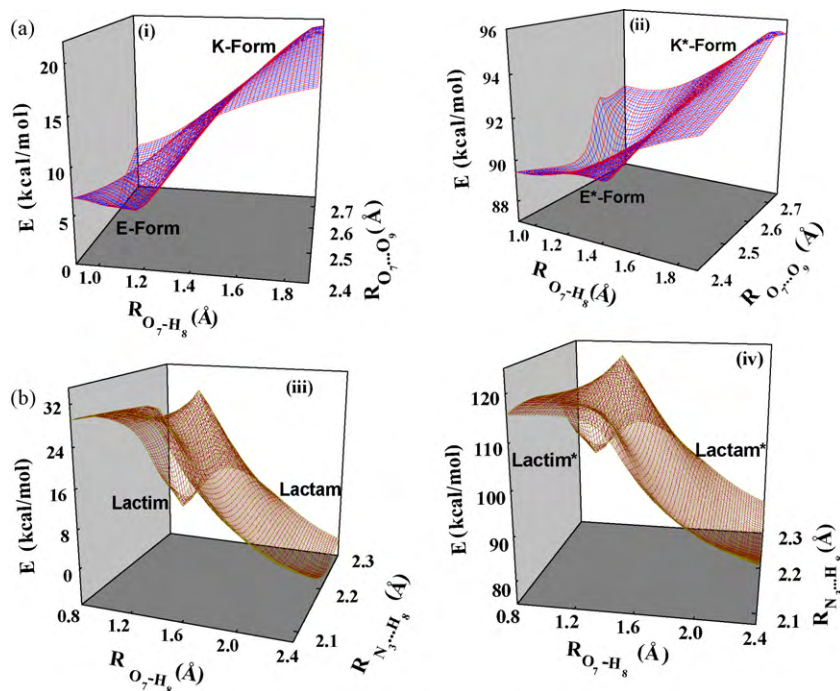 (a)
(i)
K-Form
E-Form
E (kcal/mol)
20
15
10
5
0
1.0
1.2
1.4
1.6
1.8
R O7-H8 (Å)
2.7
2.6
2.5
2.4
R O7...O9 (Å)
(ii)
K*-Form
E*-Form
E (kcal/mol)
96
94
92
90
88
1.0
1.2
1.4
1.6
1.8
R O7-H8 (Å)
2.7
2.6
2.5
2.4
R O7...O9 (Å)
(b)
(iii)
Lactim
Lactam
E (kcal/mol)
32
24
16
8
0
0.8
1.2
1.6
2.0
2.4
R O7-H8 (Å)
2.3
2.2
2.1
R N3...H8 (Å)
(iv)
Lactim*
Lactam*
E (kcal/mol)
120
110
100
90
80
0.8
1.2
1.6
2.0
2.4
R O7-H8 (Å)
2.3
2.2
2.1
R N3...H8 (Å)